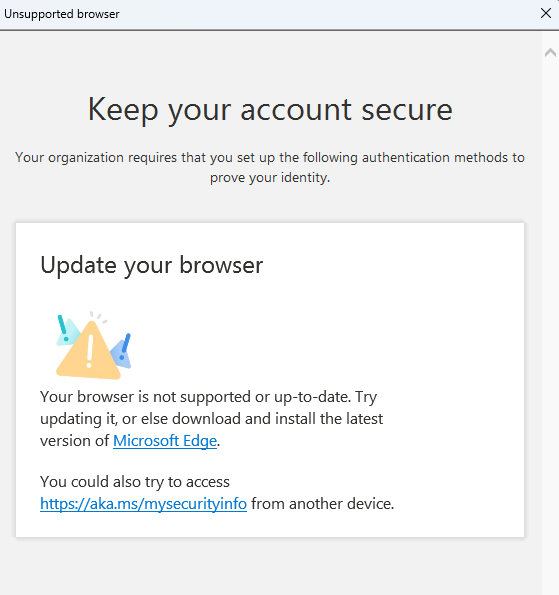 Unsupported browser
Keep your account secure
Your organization requires that you set up the following authentication methods to
prove your identity.
Update your browser
Your browser is not supported or up-to-date. Try
updating it, or else download and install the latest
version of Microsoft Edge.
You could also try to access
https://aka.ms/mysecurityinfo from another device.